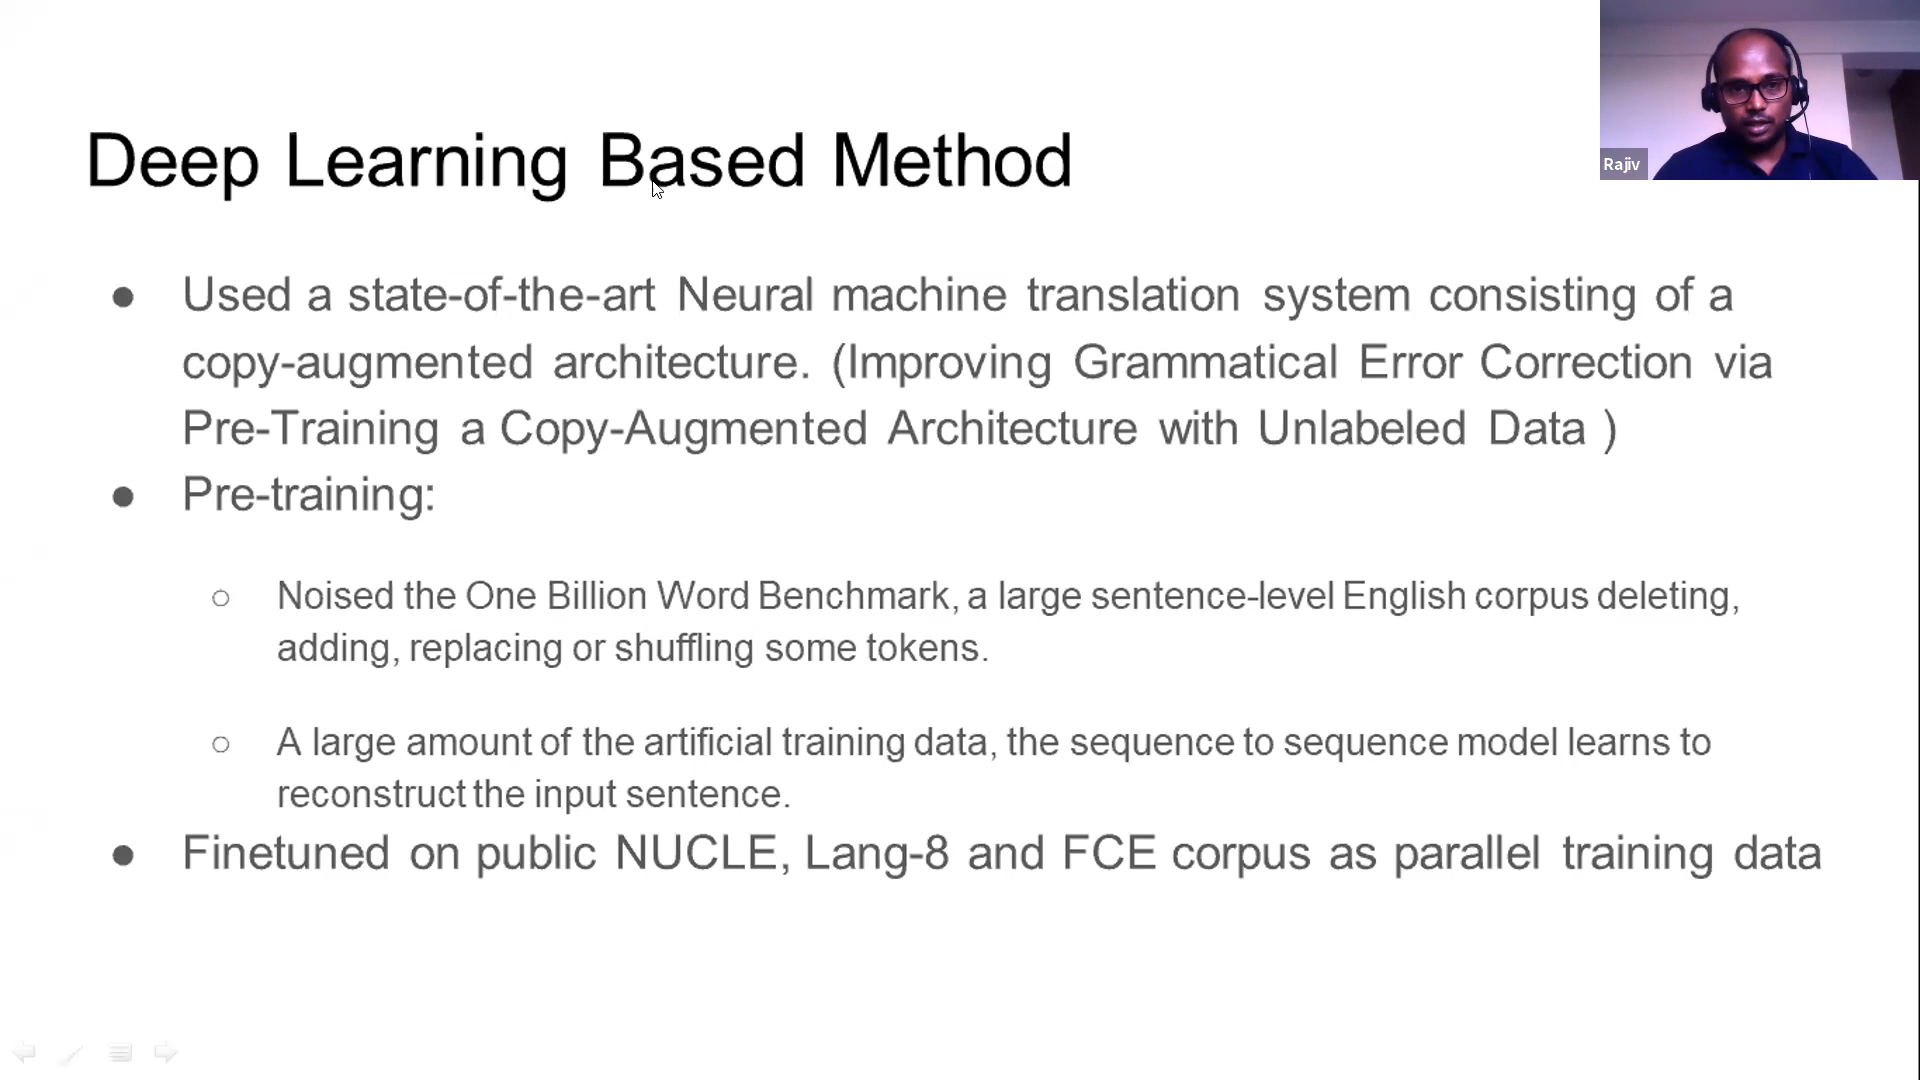 Rajiv
Deep Learning Based Method
● Used a state-of-the-art Neural machine translation system consisting of a
copy-augmented architecture. (Improving Grammatical Error Correction via
Pre-Training a Copy-Augmented Architecture with Unlabeled Data )
● Pre-training:
○ Noised the One Billion Word Benchmark, a large sentence-level English corpus deleting,
adding, replacing or shuffling some tokens.
○ A large amount of the artificial training data, the sequence to sequence model learns to
reconstruct the input sentence.
● Finetuned on public NUCLE, Lang-8 and FCE corpus as parallel training data